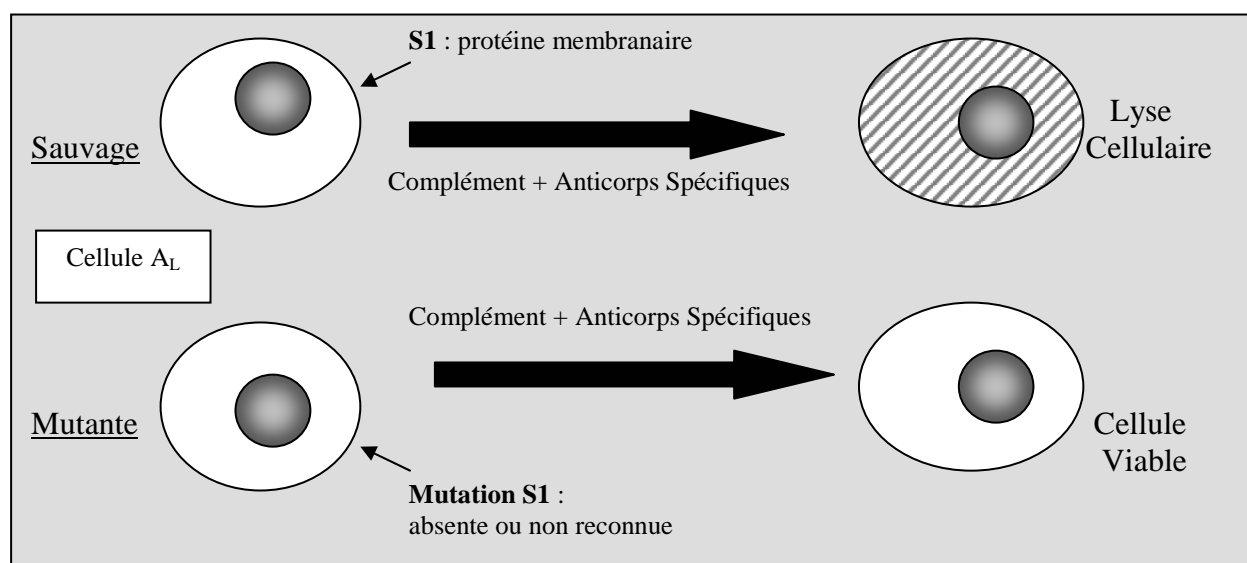 S1 : protéine membranaire
Sauvage
Lyse
Cellulaire
Complément + Anticorps Spécifiques
Cellule AL
Complément + Anticorps Spécifiques
Mutante
Cellule
Viable
Mutation S1 :
absente ou non reconnue